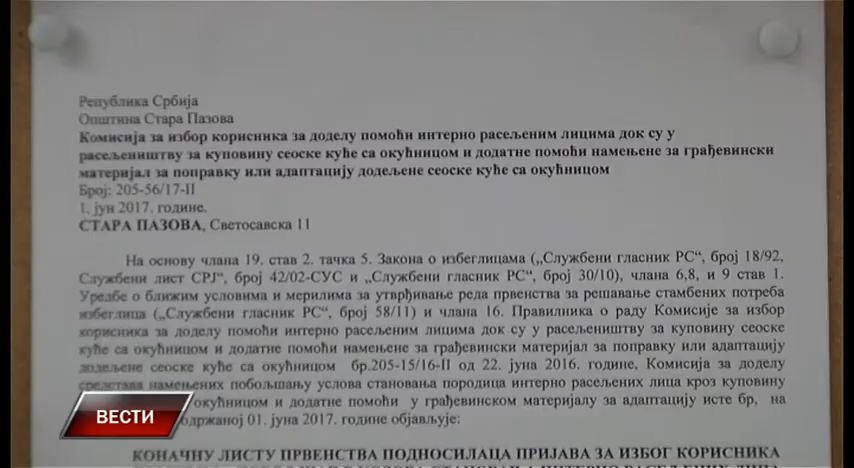 Република Србија
Општина Стара Пазова
Комисија за избор корисника за доделу помоћи интерно расељеним лицима док су у
расељеништву за куповину сеоске куће са окућницом и додатне помоћи намењене за грађевински
материјал за поправку или адаптацију додељене сеоске куће са окућницом
Број: 205-56/17-II
1. јун 2017. године.
СТАРА ПАЗОВА, Светосавска 11
На основу члана 19. став 2. тачка 5. Закона о избеглицама („Службени гласник РС“, број 18/92,
Службени лист СРЈ“, број 42/02-СУС и „Службени гласник РС“, број 30/10), члана 6,8, и 9 став 1.
Уредбе о ближим условима и мерилима за утврђивање реда првенства за решавање стамбених потреба
избеглица („Службени гласник РС“, број 58/11) и члана 16. Правилника о раду Комисије за избор
корисника за доделу помоћи интерно расељеним лицима док су у расељеништву за куповину сеоске
куће са окућницом и додатне помоћи намењене за грађевински материјал за поправку или адаптацију
додељене сеоске куће са окућницом бр.205-15/16-II од 22. јуна 2016. године, Комисија за доделу
средстава намењених побољшању услова становања породица интерно расељених лица кроз куповину
окућницом и додатне помоћи у грађевинском материјалу за адаптацију исте бр, на
одржаној 01. јуна 2017. године објављује:
ВЕСТИ
КОНАЧНУ ЛИСТУ ПРВЕНСТВА ПОДНОСИЛАЦА ПРИЈАВА ЗА ИЗБОГ КОРИСНИКА